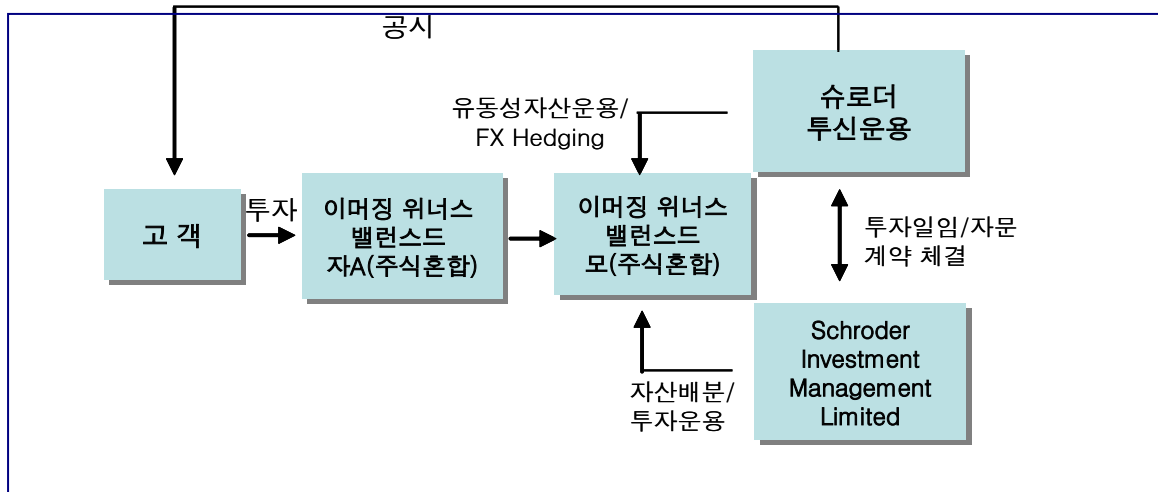 공시
슈로더
투신운용
유동성자산운용/
FX Hedging
고 객
투자
이머징 위너스
밸런스드
자A(주식혼합)
이머징 위너스
밸런스드
모(주식혼합)
투자일임/자문
계약 체결
자산배분/
투자운용
Schroder
Investment
Management
Limited